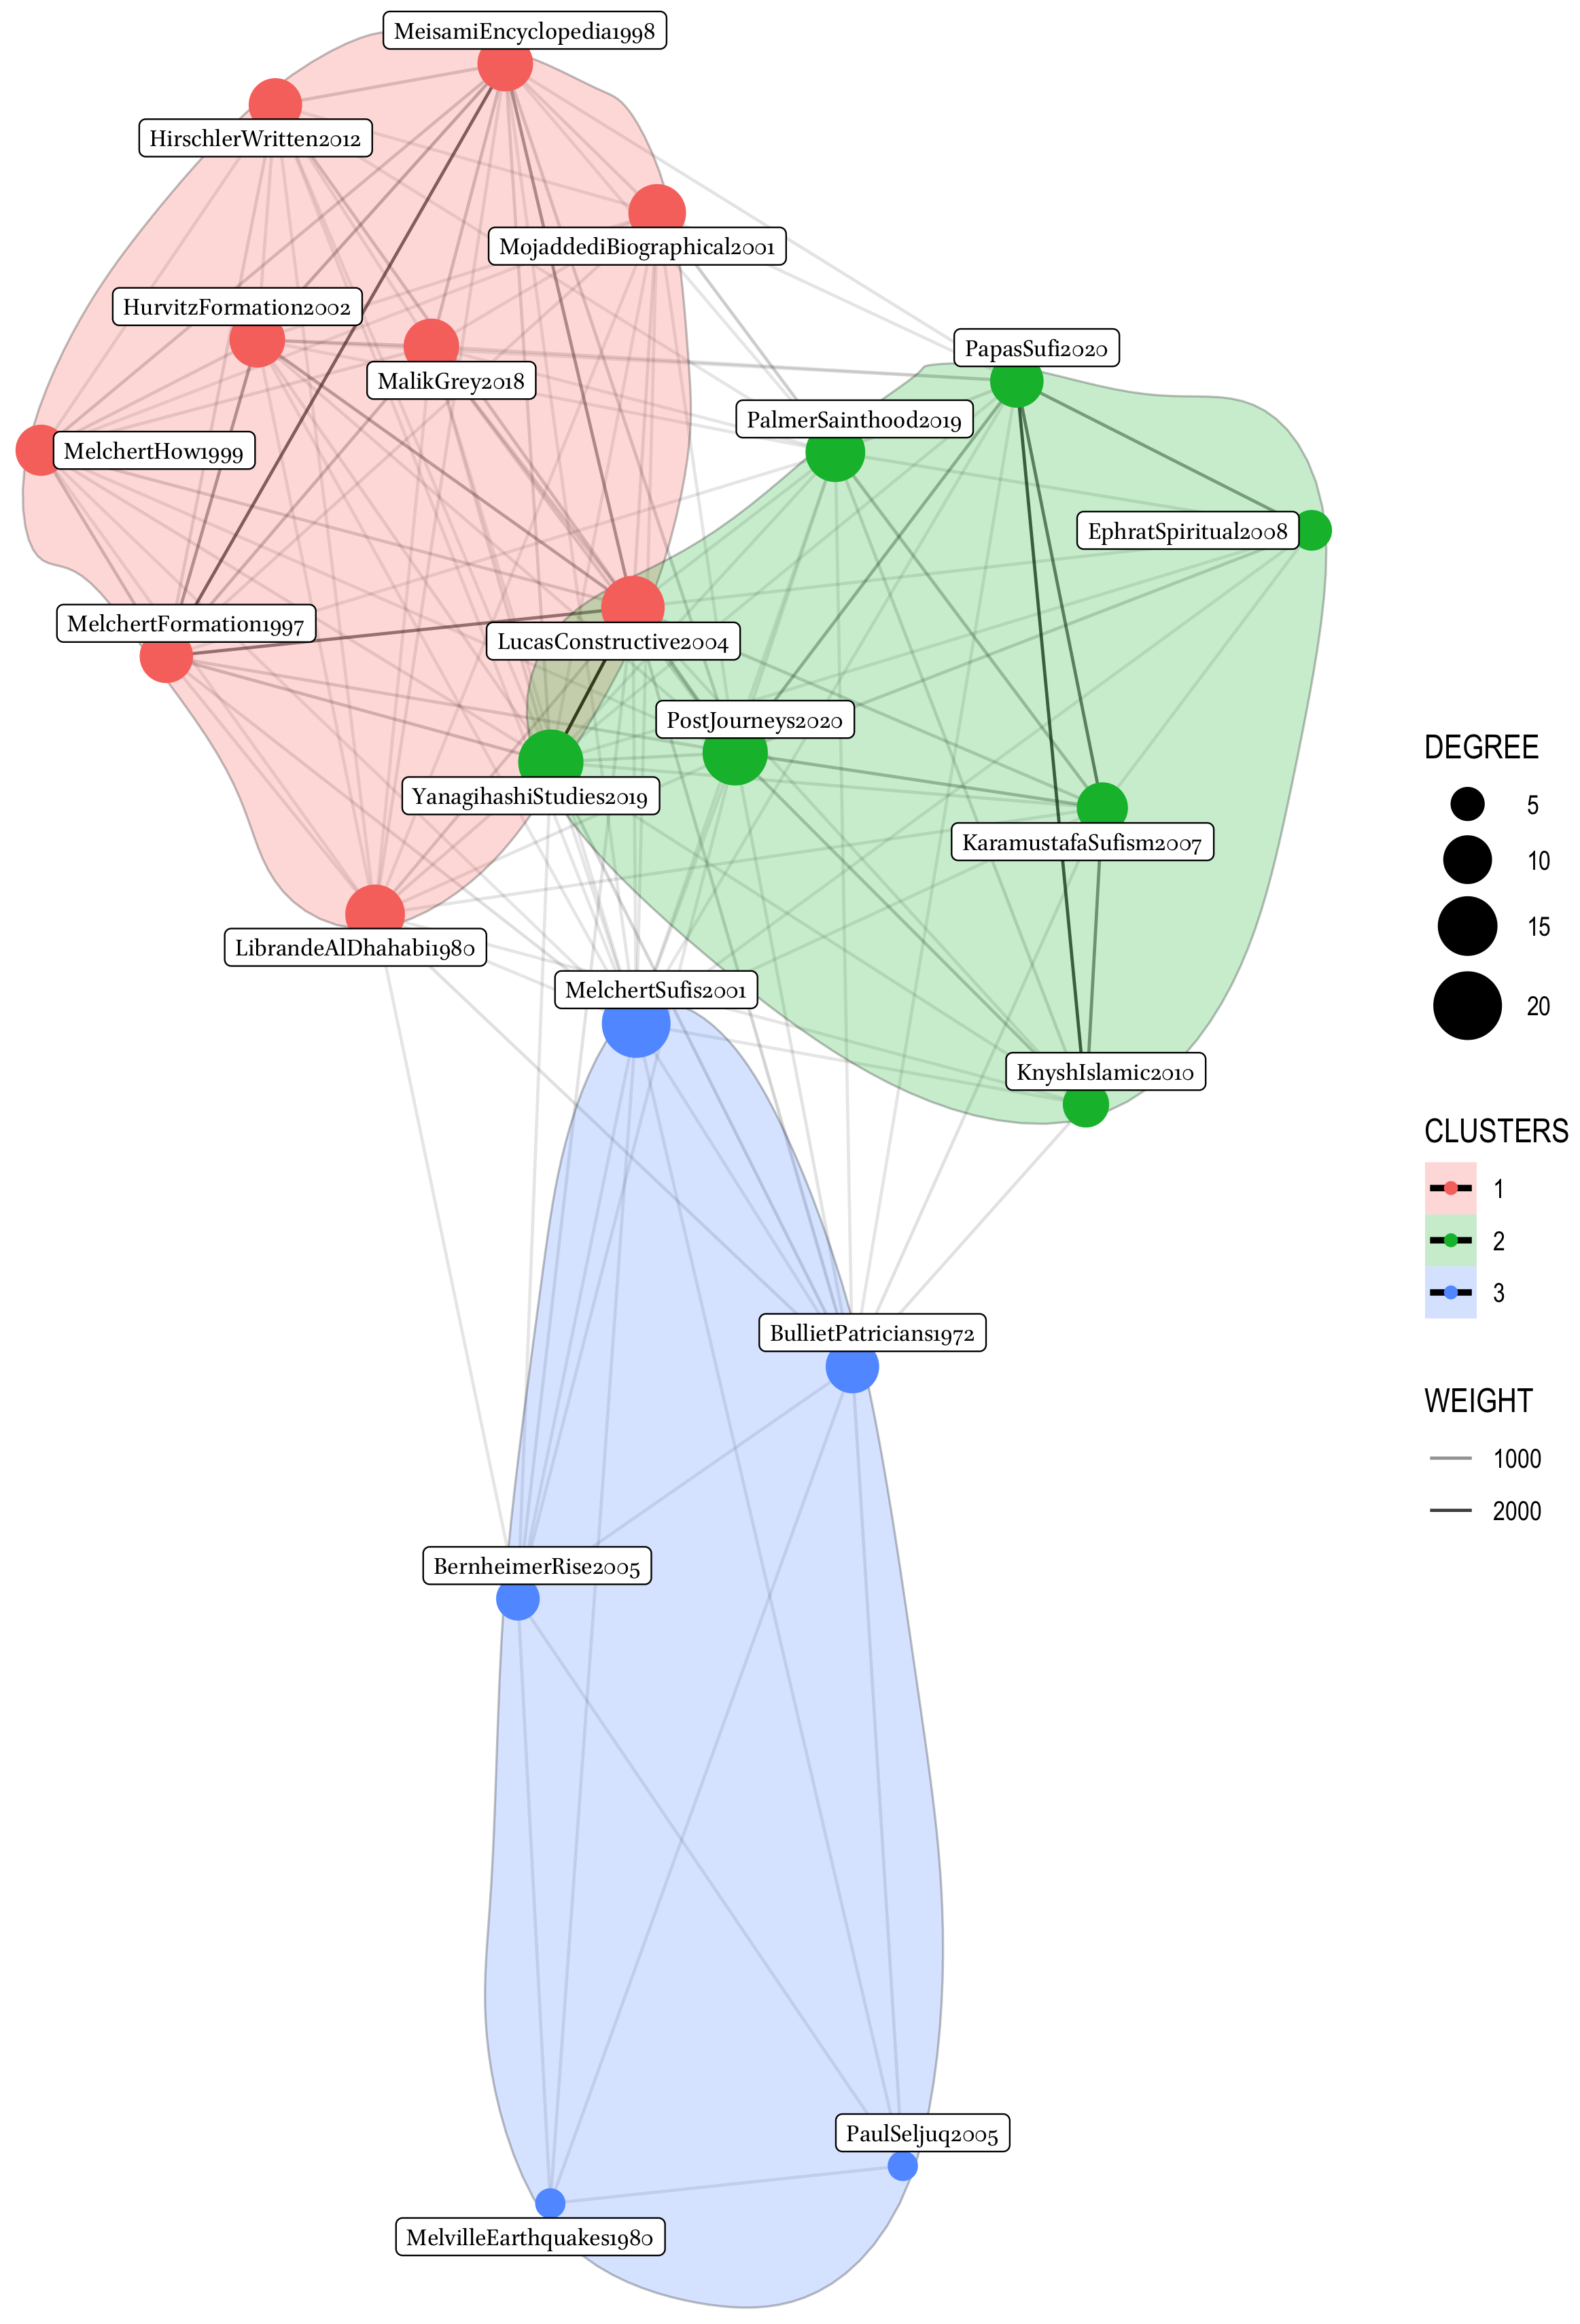 MeisamiEncyclopedia1998
HirschlerWritten2012
MojaddediBiographical2001
HurvitzFormation2002
MalikGrey2018
PapasSufi2020
PalmerSainthood2019
MelchertHow1999
EphratSpiritual2008
MelchertFormation1997
LucasConstructive2004
PostJourneys2020
YanagihashiStudies2019
KaramustafaSufism2007
LibrandeAlDhahabi1980
MelchertSufis2001
KnyshIslamic2010
BullietPatricians1972
BernheimerRise2005
PaulSeljuq2005
MelvilleEarthquakes1980
DEGREE
5
10
15
20
CLUSTERS
1
2
3
WEIGHT
1000
2000